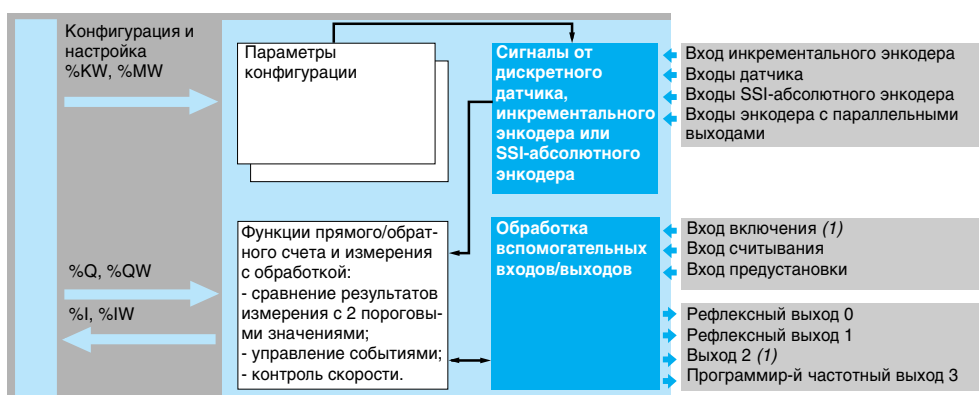 Конфигурация и
настройка
%KW, %MW
Параметры
конфигурации
Сигналы от
дискретного
датчика,
инкрементального
энкодера или
SSI-абсолютного
энкодера
Вход инкрементального энкодера
Входы датчика
Входы SSI-абсолютного энкодера
Входы энкодера с параллельными
выходами
%Q, %QW
%I, %IW
Функции прямого/обрат-
ного счета и измерения
с обработкой:
- сравнение результатов
измерения с 2 пороговы-
ми значениями;
- управление событиями;
- контроль скорости.
Обработка
вспомогательных
входов/выходов
Вход включения (1)
Вход считывания
Вход предустановки
Рефлексный выход 0
Рефлексный выход 1
Выход 2 (1)
Программир-й частотный выход 3